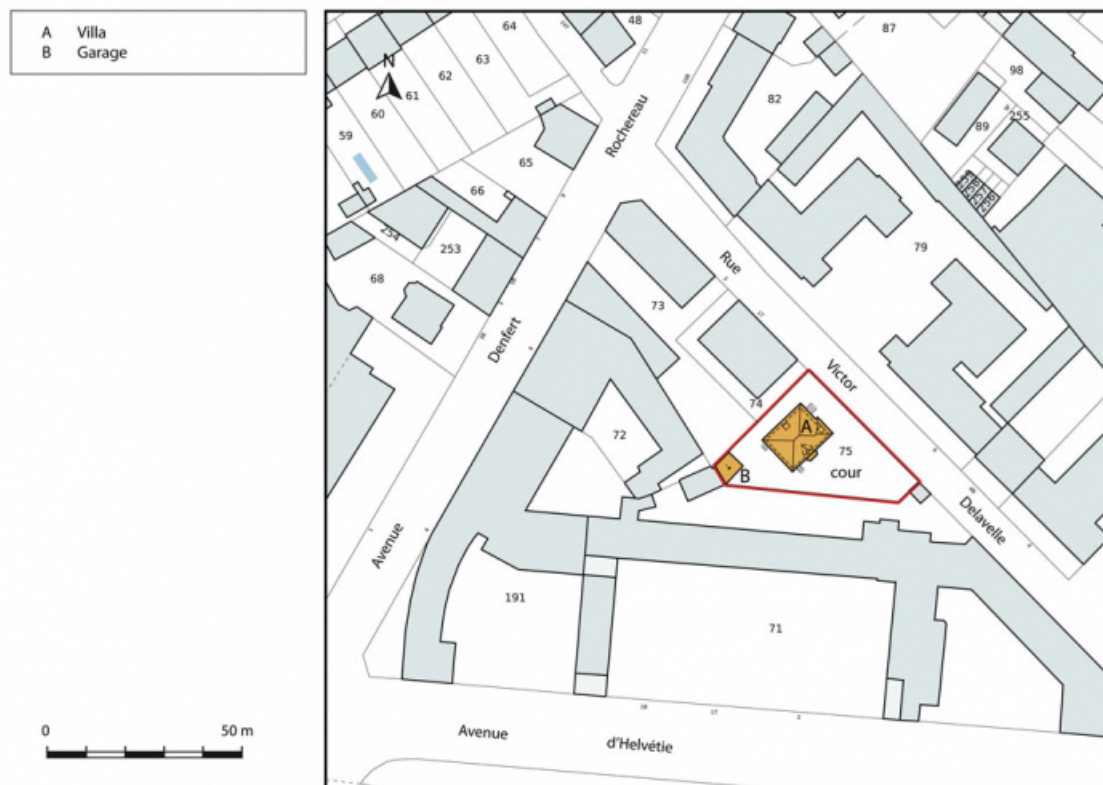 A Villa
B Garage
N
59
60
61
62
63
64
48
65
66
254
253
68
82
87
98
89
255
79
73
74
72
75
A
B
cour
191
71
Avenue
Denfert
Rochereau
Rue
Victor
Delavelle
Avenue
d'Helvétie
0
50 m